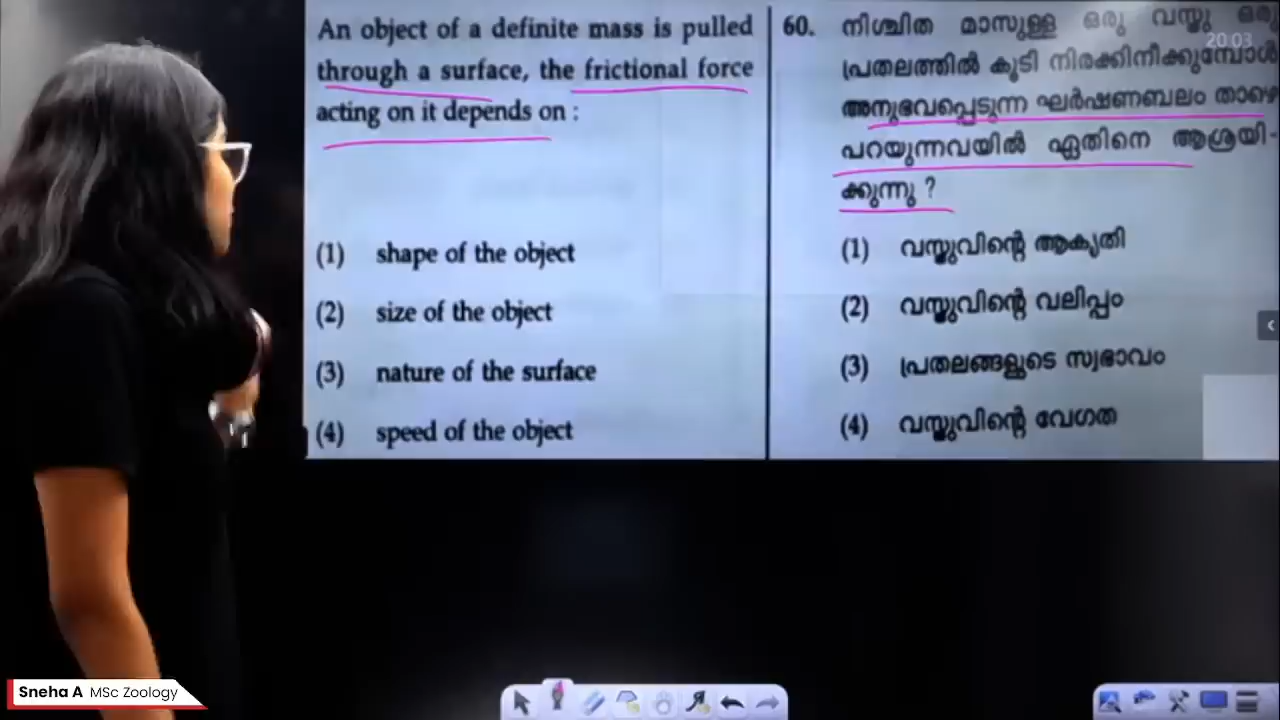 An object of a definite mass is pulled
through a surface, the frictional force
acting on it depends on :
(1) shape of the object
(2) size of the object
(3) nature of the surface
(4) speed of the object
60. നിശ്ചിത മാസുള്ള ഒരു വസ്തു ഒരു
20:03
പ്രതലത്തിൽ കൂടി നിരക്കിനീക്കുമ്പോൾ
അനുഭവപ്പെടുന്ന ഘർഷണബലം താഴെ
പറയുന്നവയിൽ ഏതിനെ ആശ്രയി-
ക്കുന്നു ?
(1) വസ്തുവിന്റെ ആകൃതി
(2) വസ്തുവിന്റെ വലിപ്പം
(3) പ്രതലങ്ങളുടെ സ്വഭാവം
(4) വസ്തുവിന്റെ വേഗത
Sneha A MSc Zoology